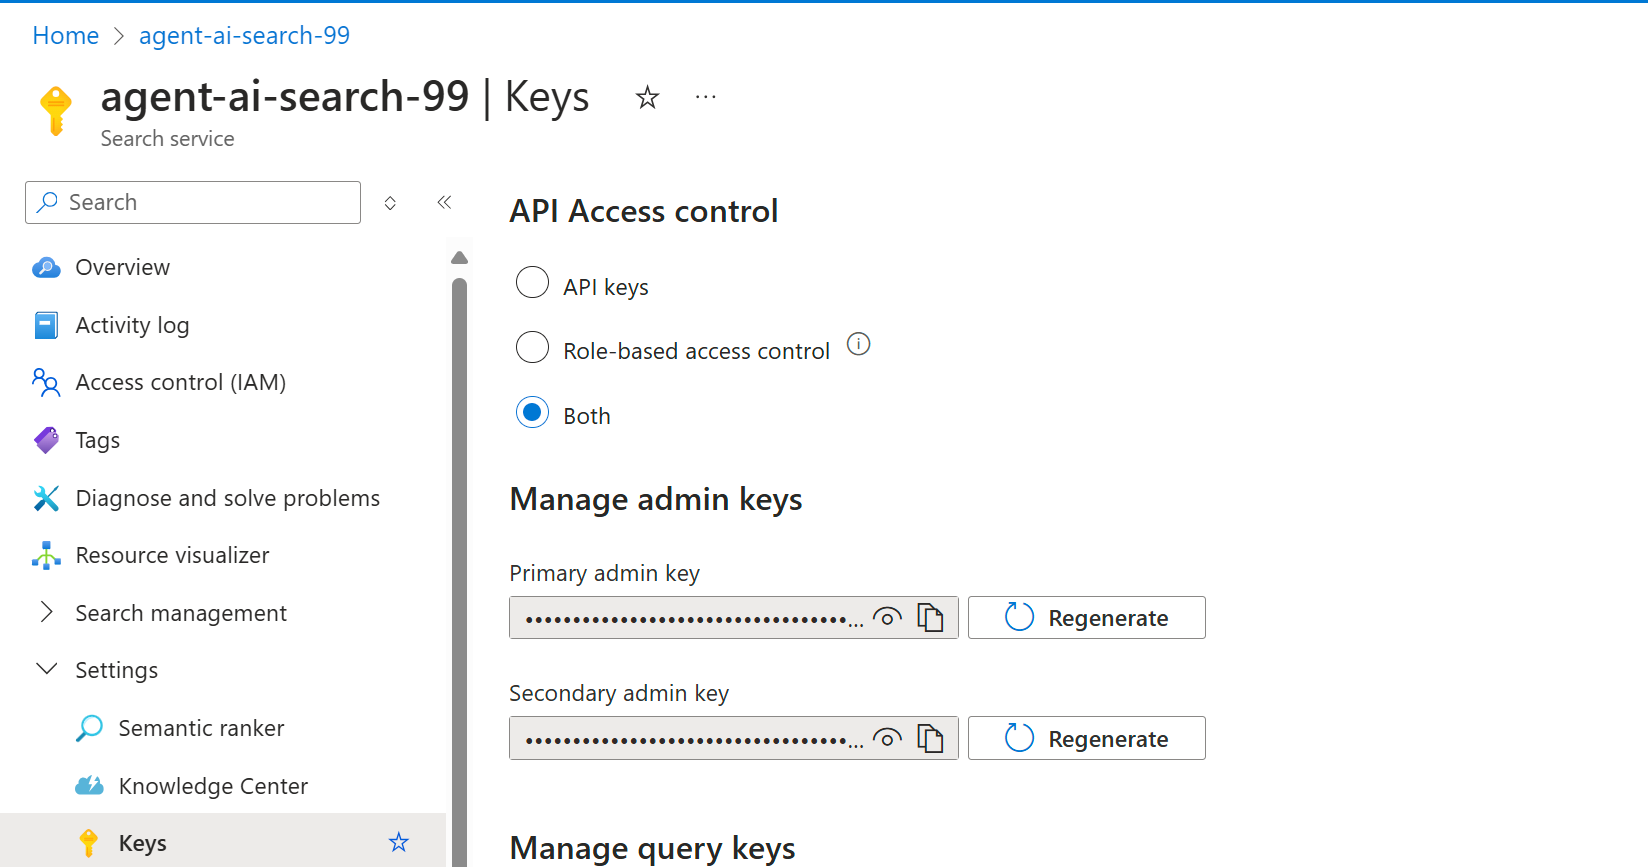 Home > agent-ai-search-99
agent-ai-search-99 | Keys
Search service
Search
Overview
Activity log
Access control (IAM)
Tags
Diagnose and solve problems
Resource visualizer
Search management
Settings
Semantic ranker
Knowledge Center
Keys
API Access control
API keys
Role-based access control
Both
Manage admin keys
Primary admin key
••••••••••••••••••••••••••••••••••...
Regenerate
Secondary admin key
••••••••••••••••••••••••••••••••••...
Regenerate
Manage query keys